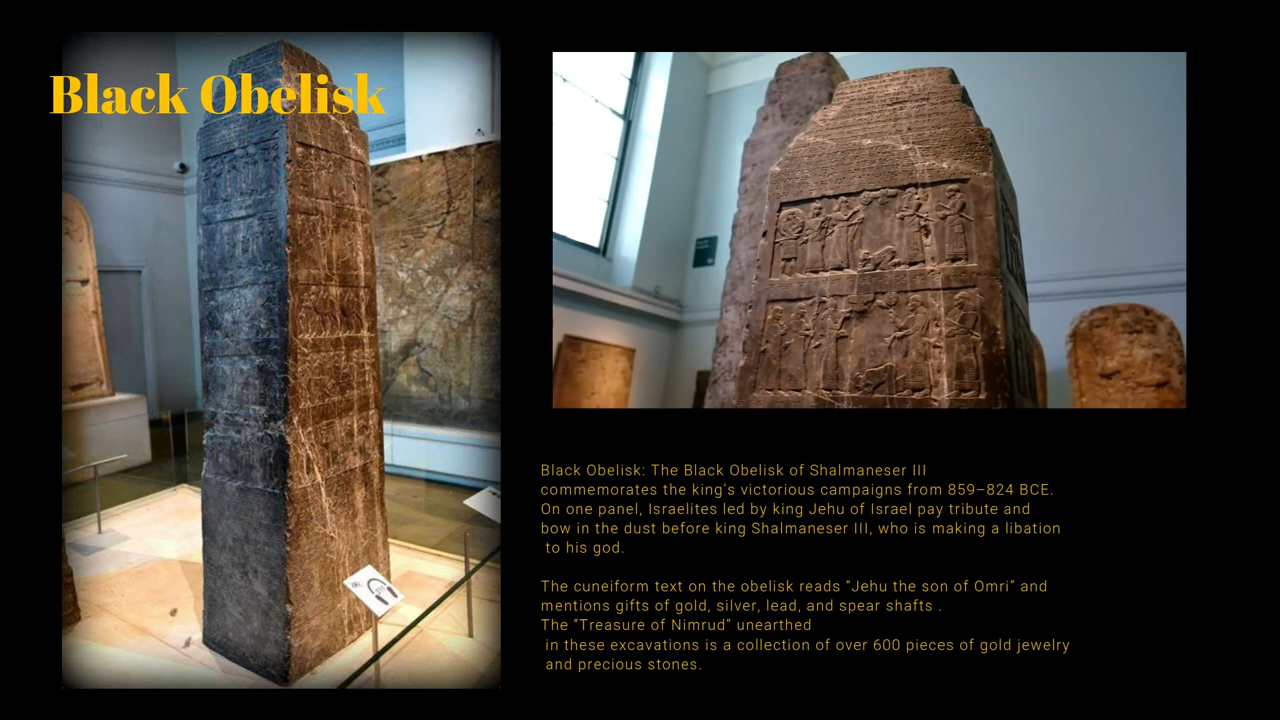 Black Obelisk
Black Obelisk: The Black Obelisk of Shalmaneser III
commemorates the king's victorious campaigns from 859–824 BCE.
On one panel, Israelites led by king Jehu of Israel pay tribute and
bow in the dust before king Shalmaneser III, who is making a libation
to his god.
The cuneiform text on the obelisk reads “Jehu the son of Omri” and
mentions gifts of gold, silver, lead, and spear shafts .
The “Treasure of Nimrud” unearthed
in these excavations is a collection of over 600 pieces of gold jewelry
and precious stones.